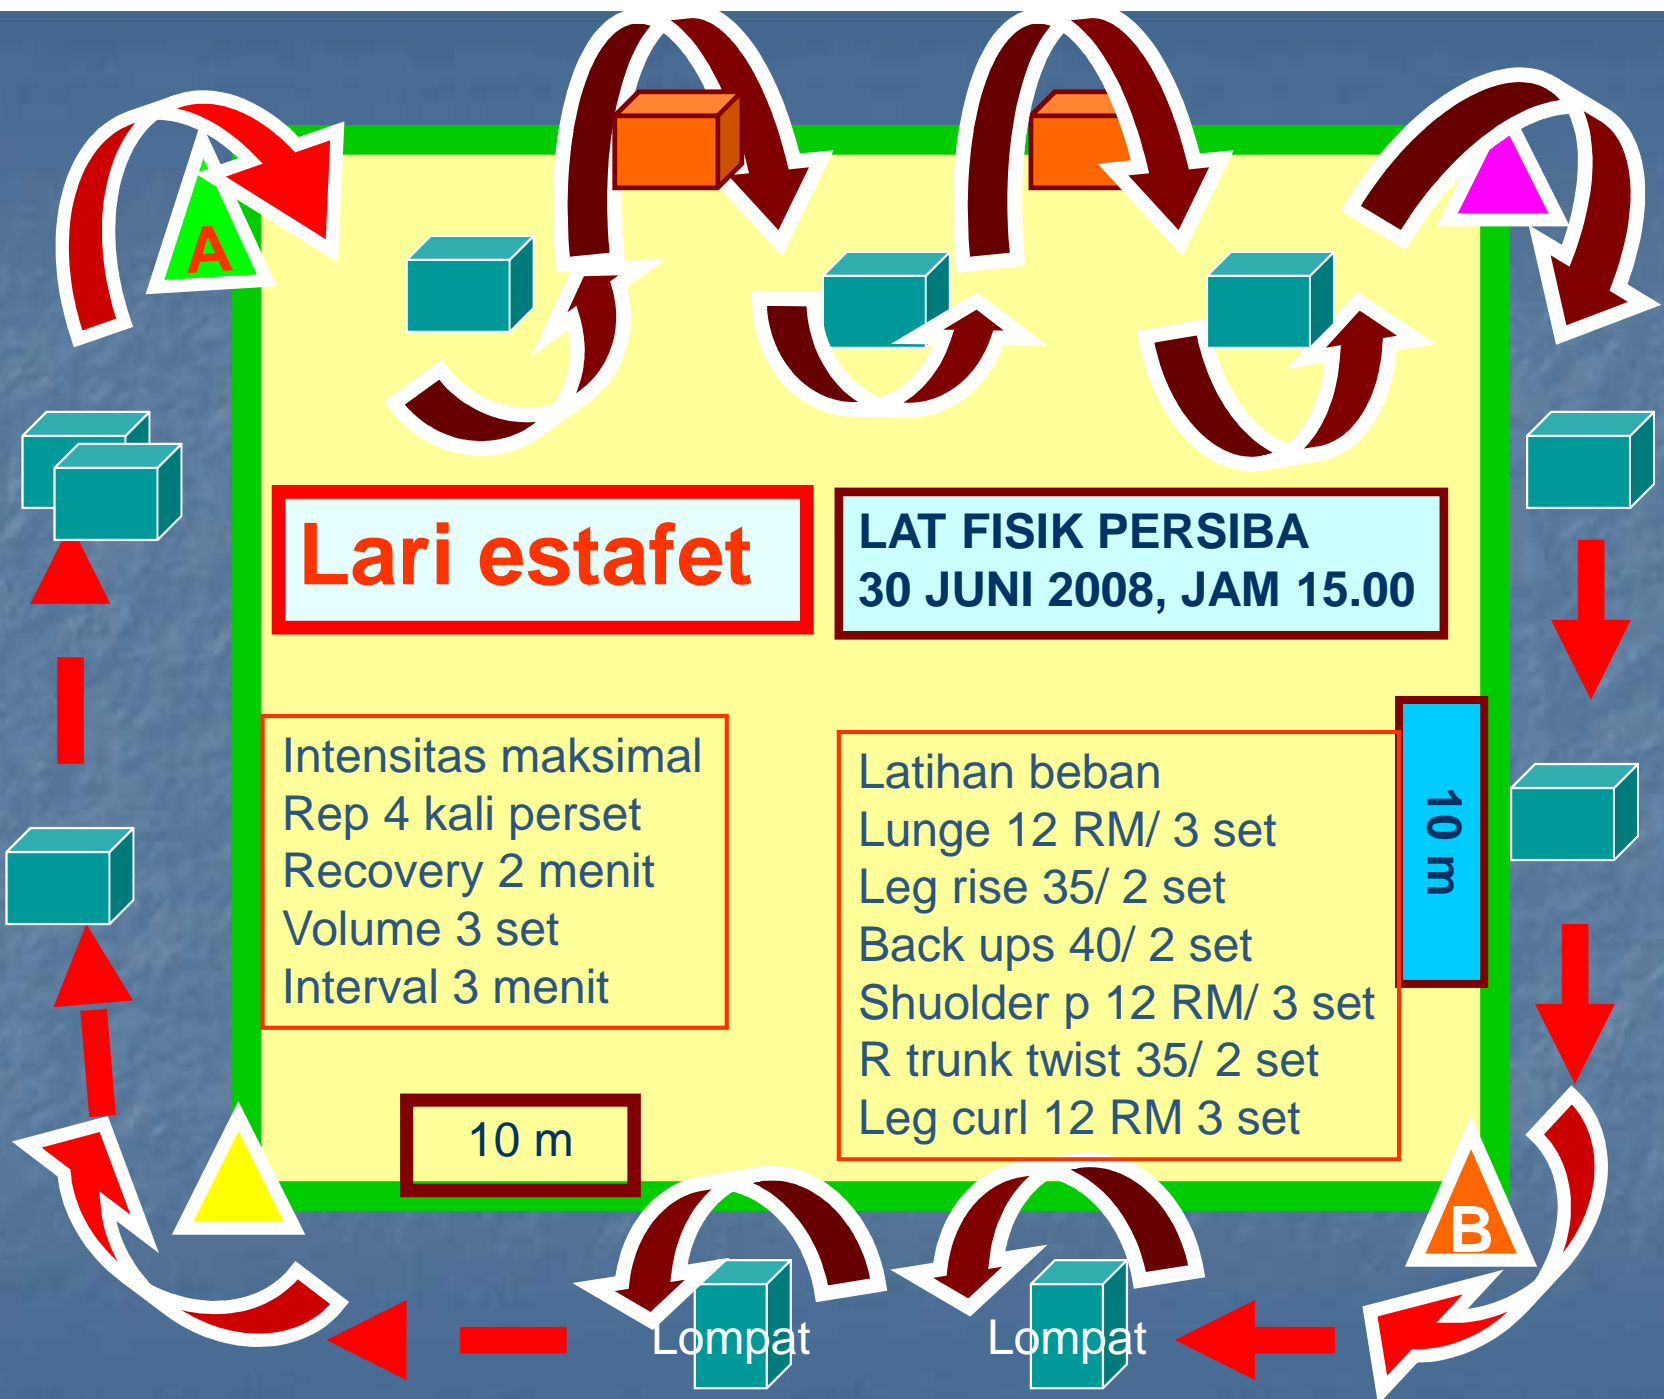 A
Lari estafet
LAT FISIK PERSIBA
30 JUNI 2008, JAM 15.00
Intensitas maksimal
Rep 4 kali perset
Recovery 2 menit
Volume 3 set
Interval 3 menit
Latihan beban
Lunge 12 RM/ 3 set
Leg rise 35/ 2 set
Back ups 40/ 2 set
Shuolder p 12 RM/ 3 set
R trunk twist 35/ 2 set
Leg curl 12 RM 3 set
10 m
10 m
B
Lompat
Lompat